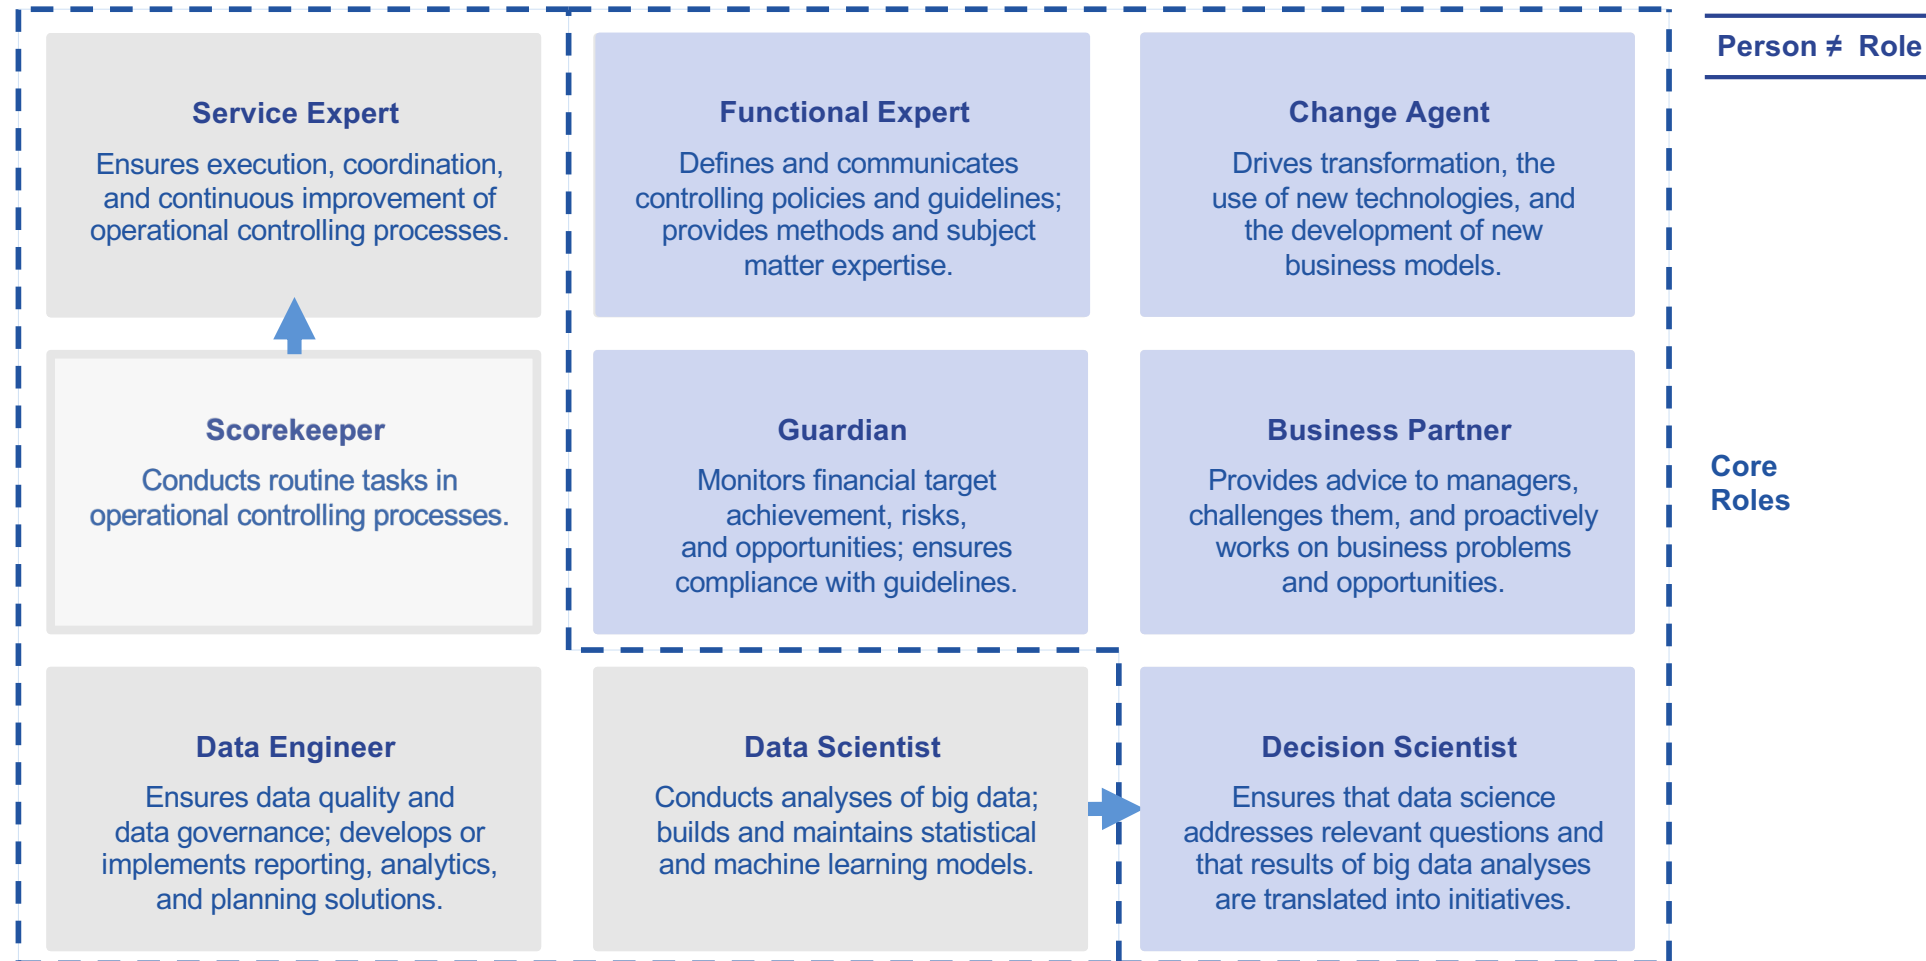 Person ≠ Role
Service Expert
Ensures execution, coordination,
and continuous improvement of
operational controlling processes.
Functional Expert
Defines and communicates
controlling policies and guidelines;
provides methods and subject
matter expertise.
Change Agent
Drives transformation, the
use of new technologies, and
the development of new
business models.
Scorekeeper
Conducts routine tasks in
operational controlling processes.
Guardian
Monitors financial target
achievement, risks,
and opportunities; ensures
compliance with guidelines.
Business Partner
Provides advice to managers,
challenges them, and proactively
works on business problems
and opportunities.
Core
Roles
Data Engineer
Ensures data quality and
data governance; develops or
implements reporting, analytics,
and planning solutions.
Data Scientist
Conducts analyses of big data;
builds and maintains statistical
and machine learning models.
Decision Scientist
Ensures that data science
addresses relevant questions and
that results of big data analyses
are translated into initiatives.